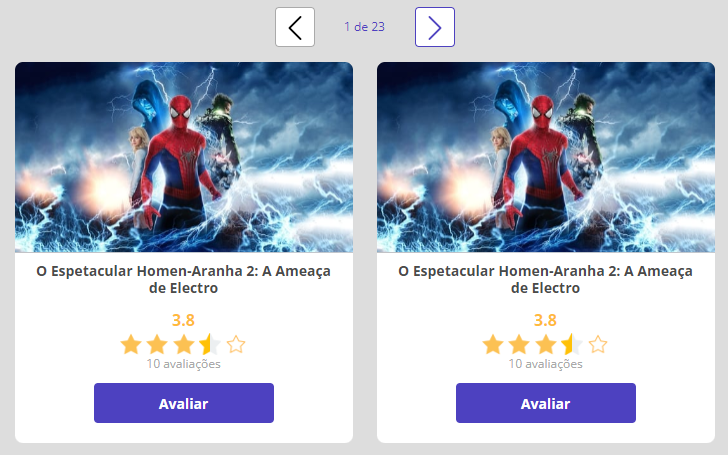 1 de 23
O Espetacular Homen-Aranha 2: A Ameaça
de Electro
3.8
10 avaliações
Avaliar
O Espetacular Homen-Aranha 2: A Ameaça
de Electro
3.8
10 avaliações
Avaliar